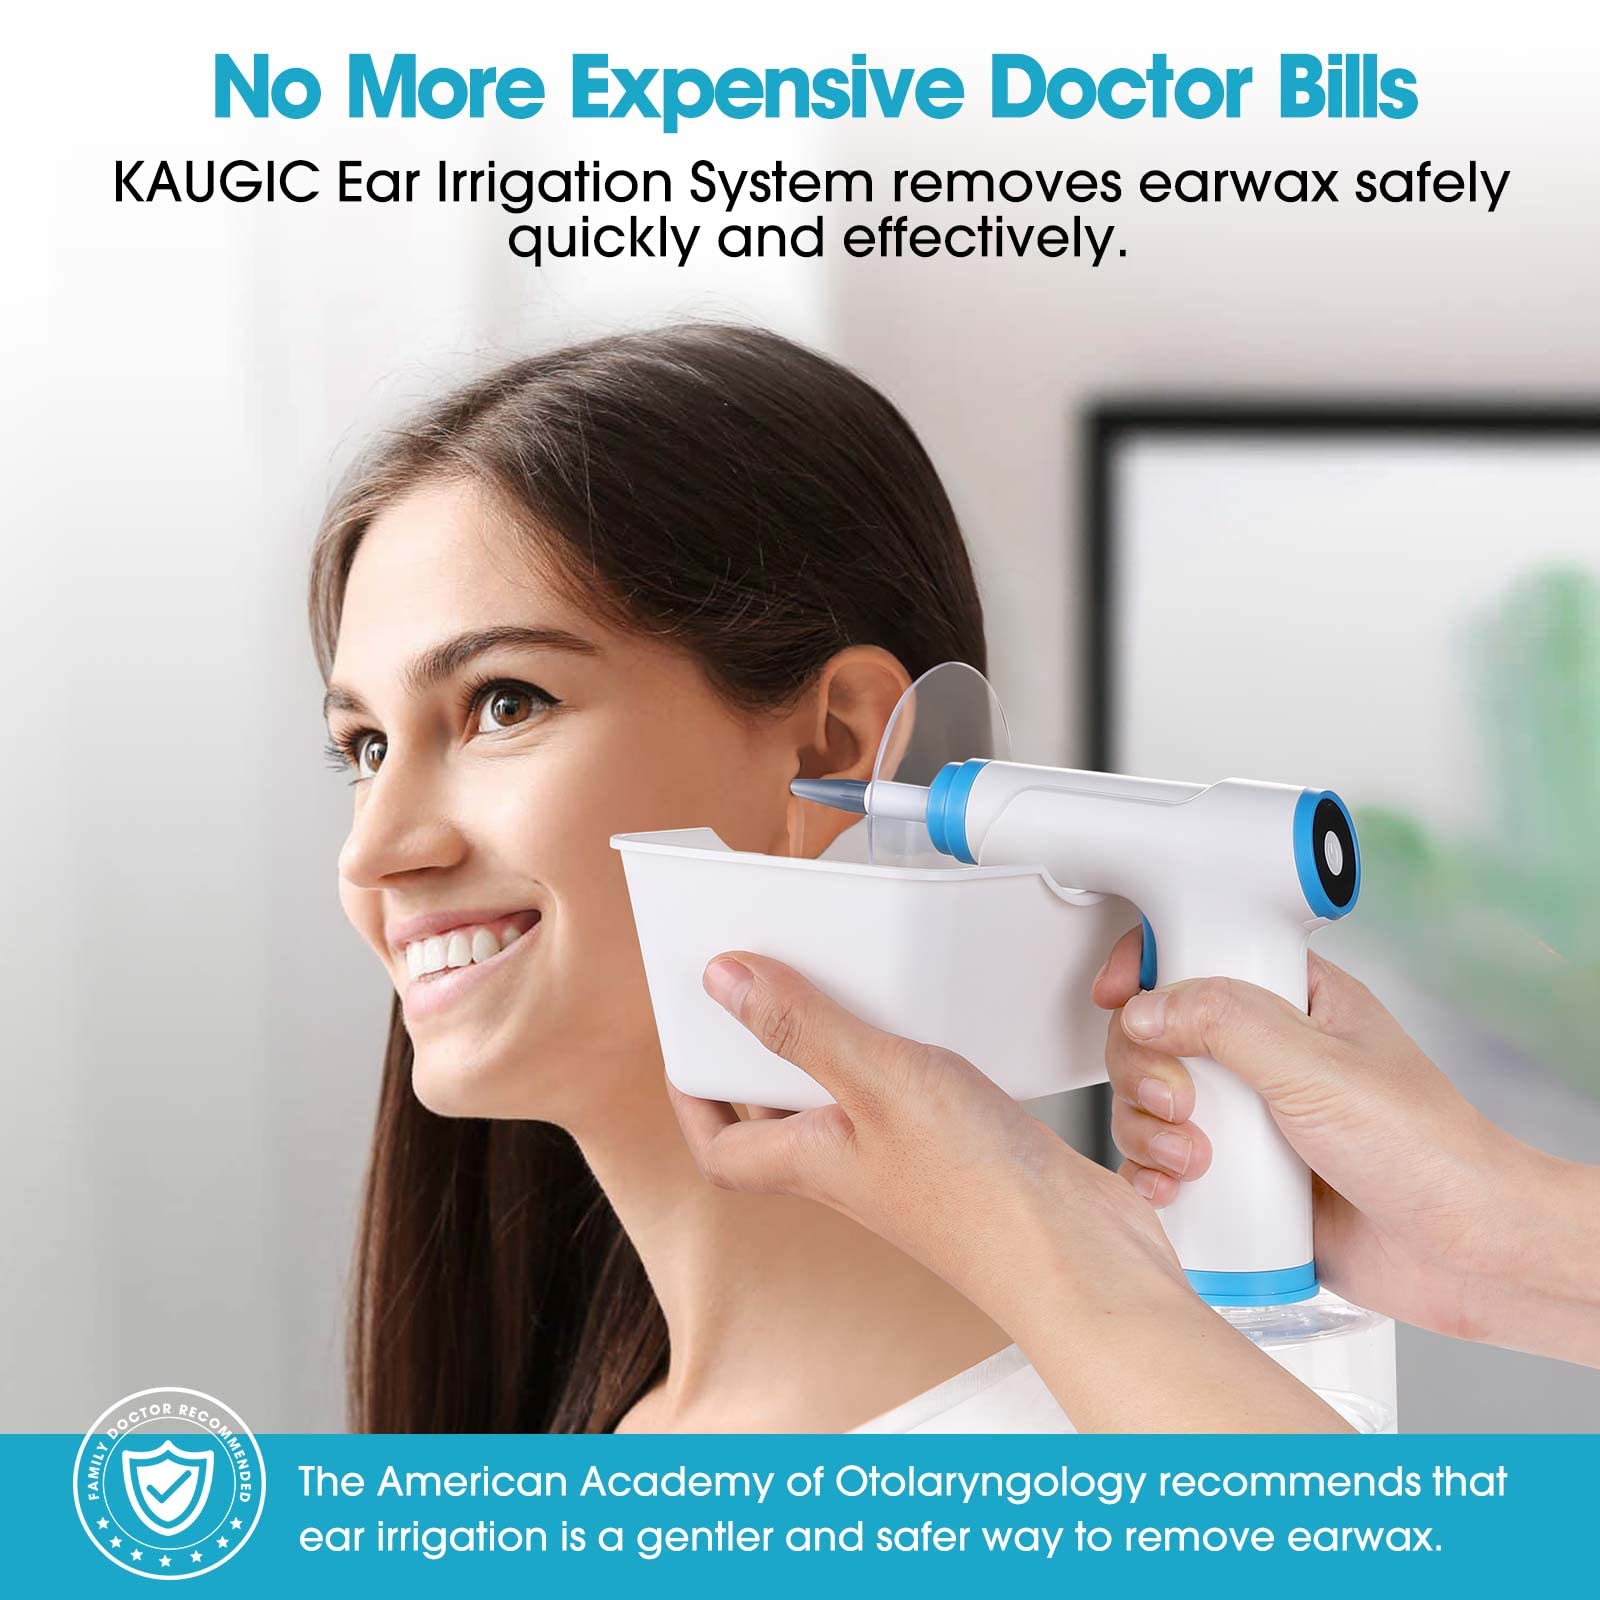 No More Expensive Doctor Bills
KAUGIC Ear Irrigation System removes earwax safely
quickly and effectively.
FAMILY DOCTOR RECOMMENDED
The American Academy of Otolaryngology recommends that
ear irrigation is a gentler and safer way to remove earwax.